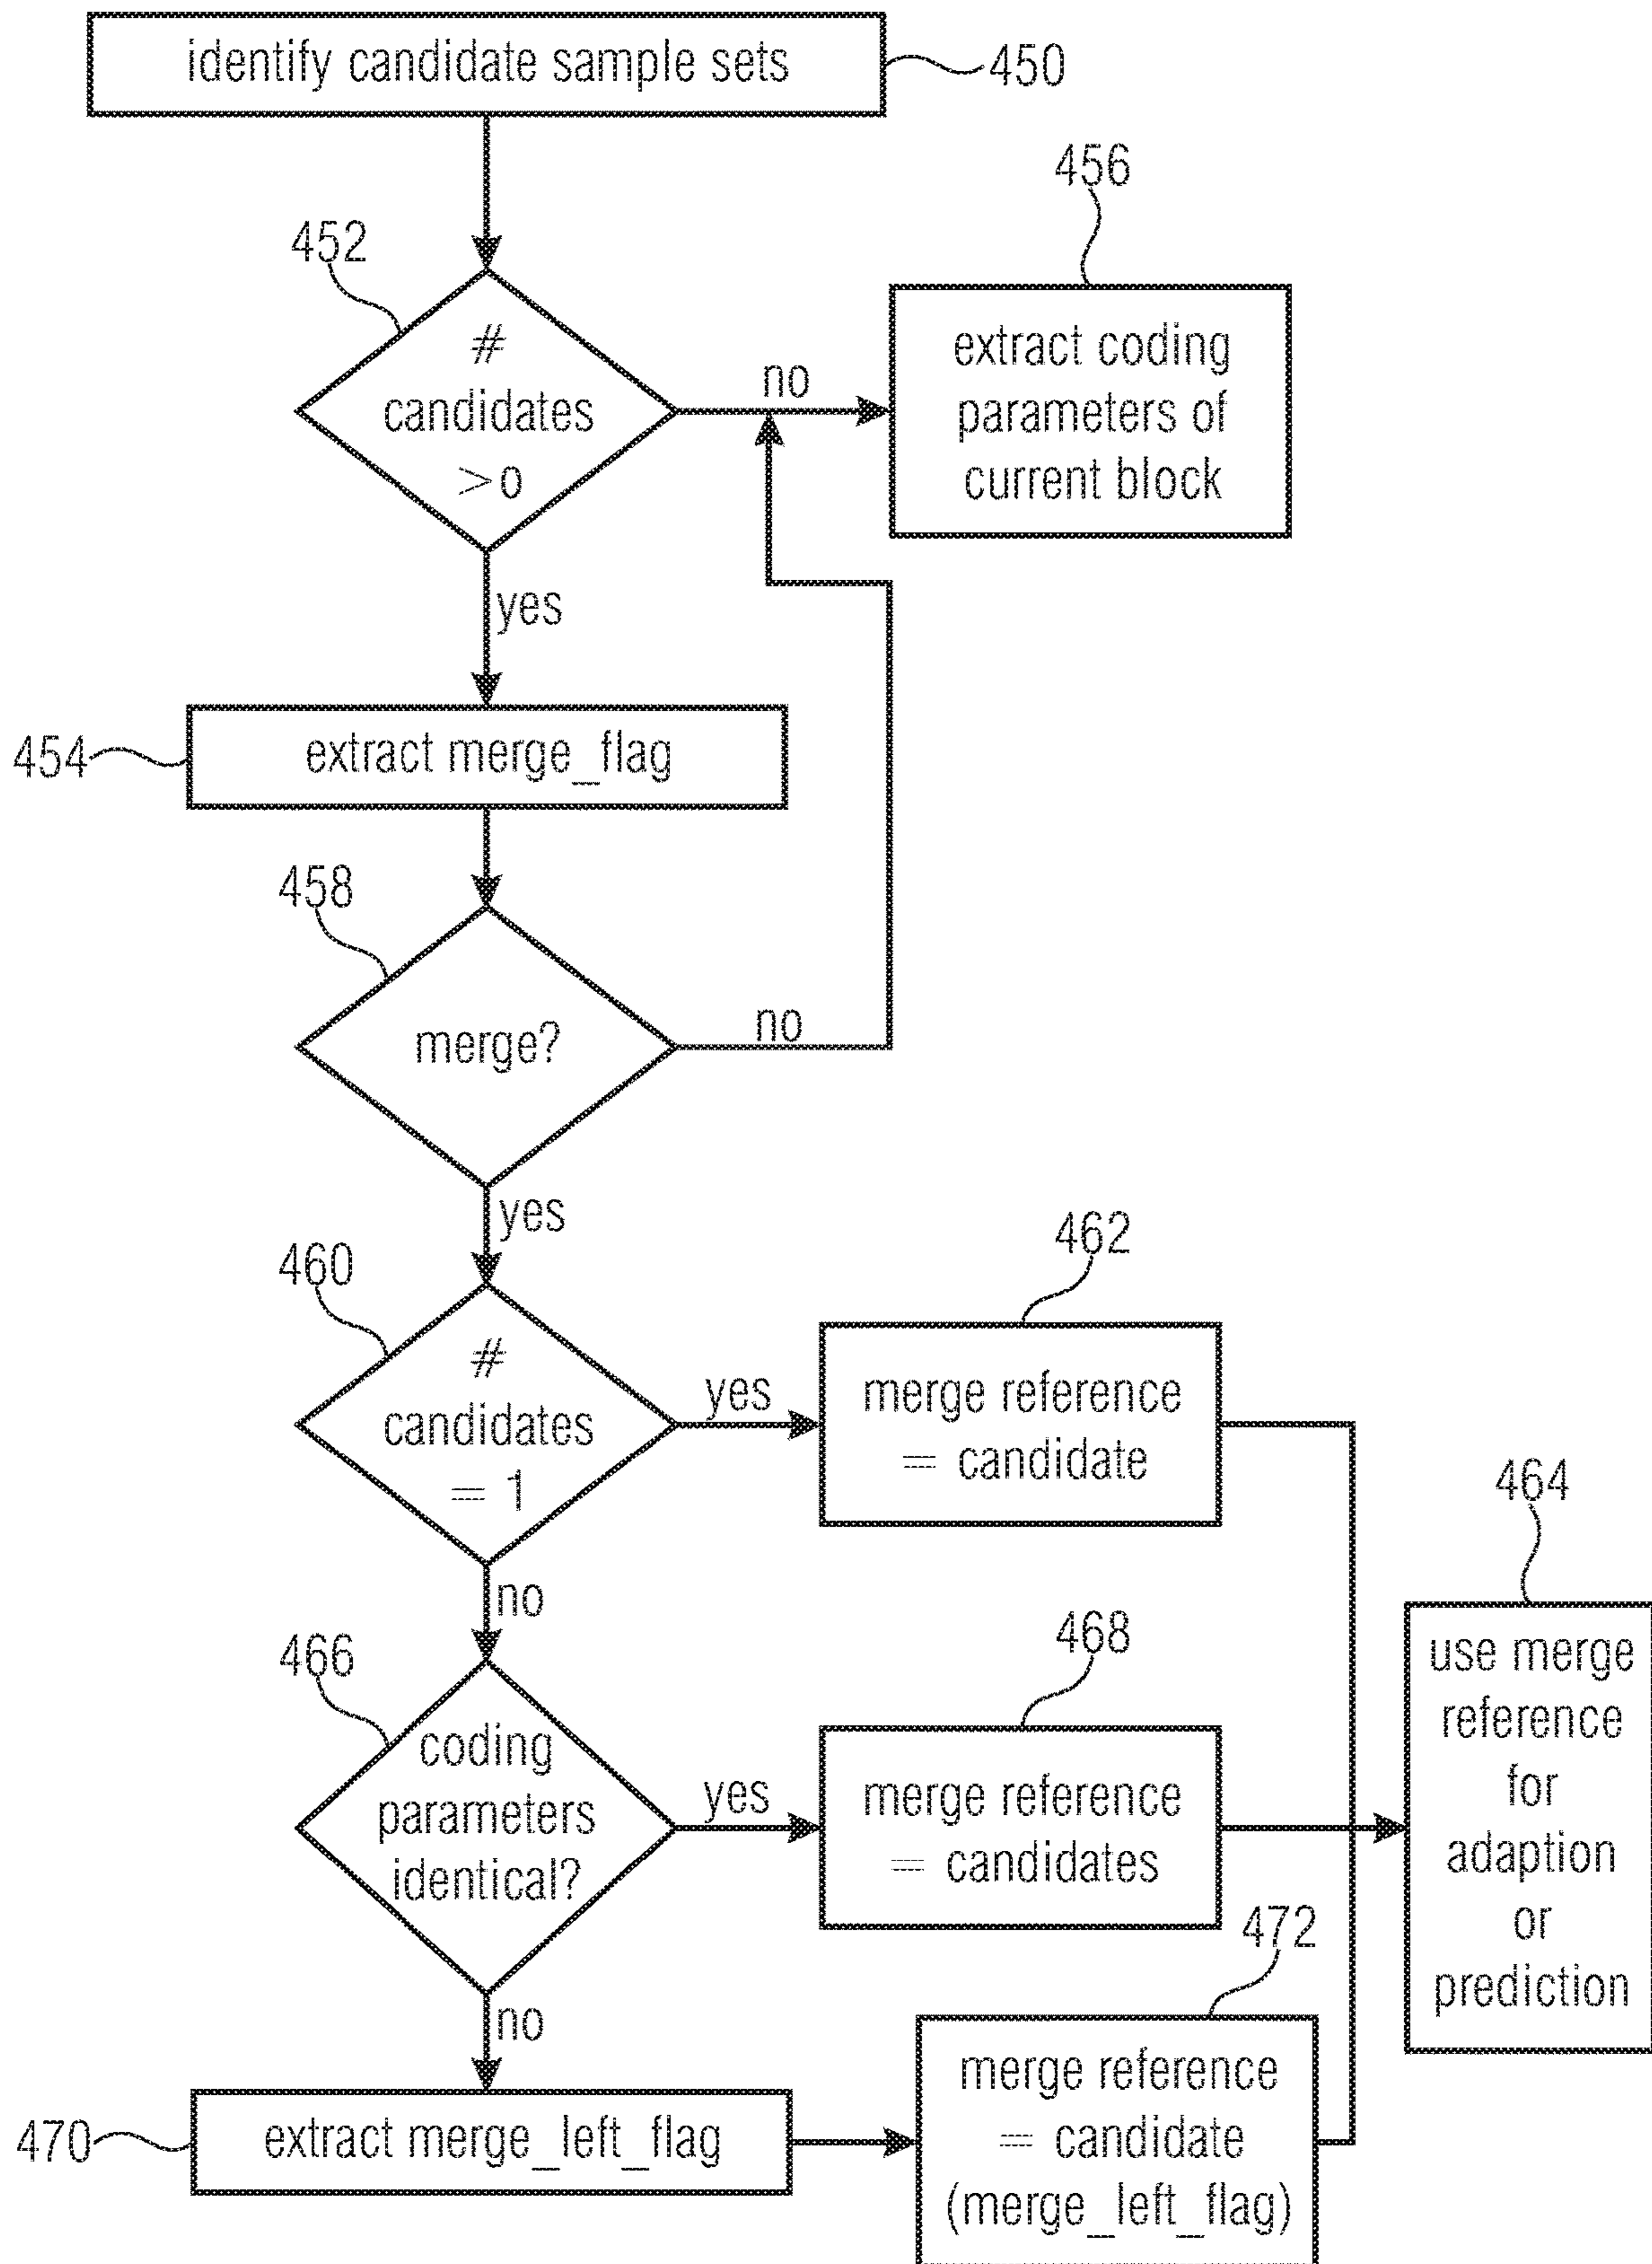 identify candidate sample sets
450
456
452
#
candidates
>0
no
extract coding
parameters of
current block
yes
454
extract merge_flag
458
merge?
no
yes
460
462
#
candidates
= 1
yes
merge reference
= candidate
464
no
466
468
coding
parameters
identical?
yes
merge reference
= candidates
use merge
reference
for
adaption
or
prediction
472
no
470
extract merge_left_flag
merge reference
= candidate
(merge_left_flag)